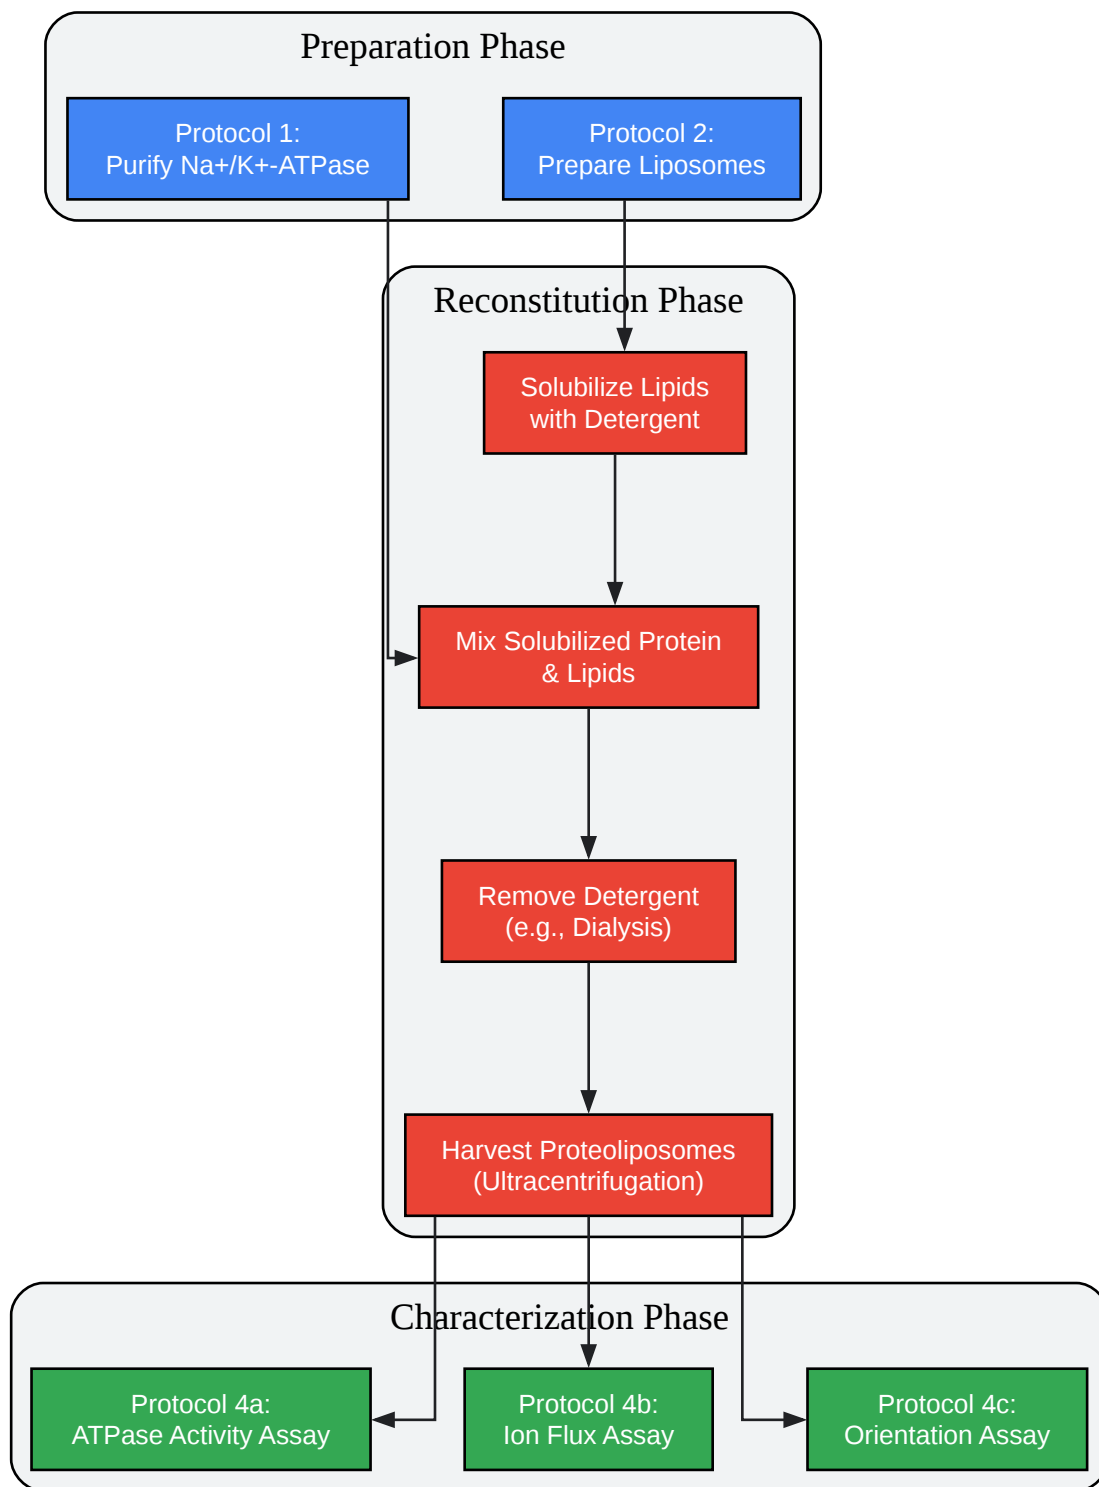 Preparation Phase
Protocol 1:
Purify Na+/K+-ATPase
Protocol 2:
Prepare Liposomes
Reconstitution Phase
Solubilize Lipids
with Detergent
Mix Solubilized Protein
& Lipids
Remove Detergent
(e.g., Dialysis)
Harvest Proteoliposomes
(Ultracentrifugation)
Characterization Phase
Protocol 4a:
ATPase Activity Assay
Protocol 4b:
Ion Flux Assay
Protocol 4c:
Orientation Assay